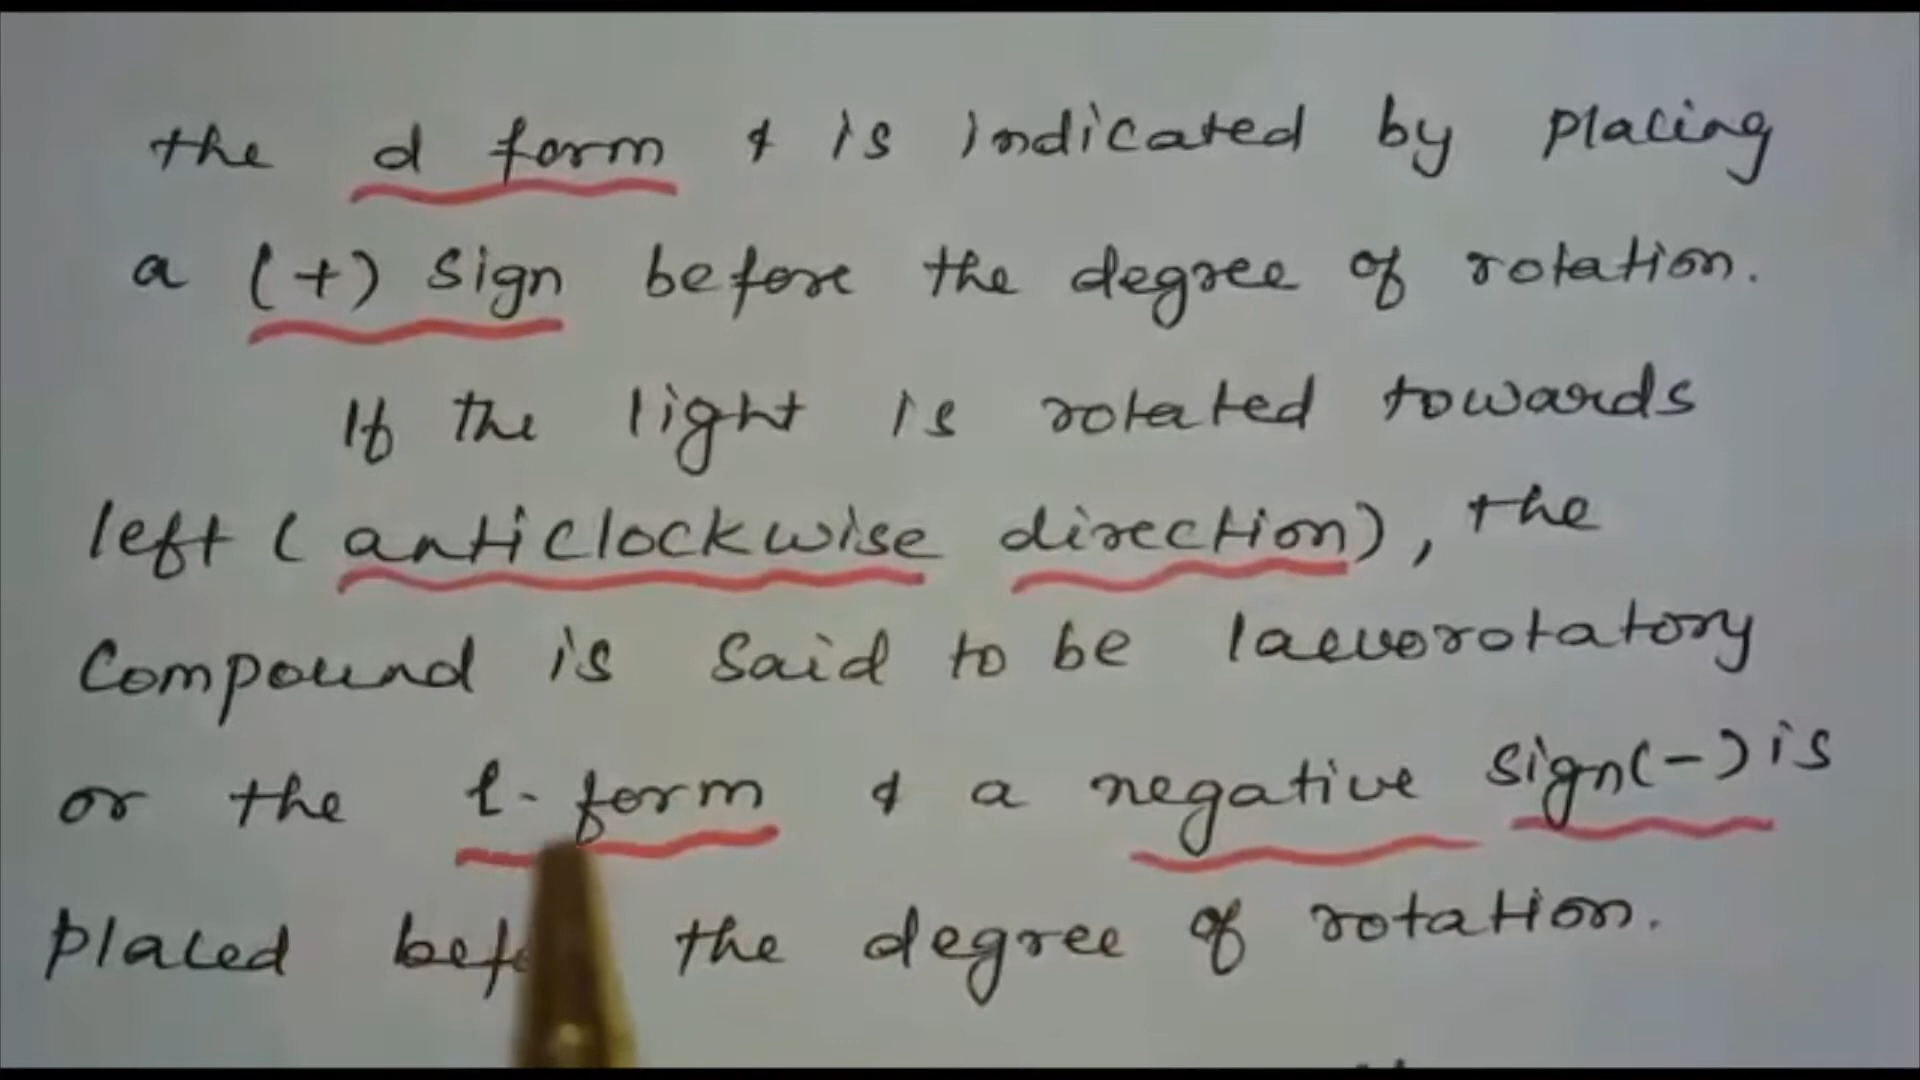 the d form & is indicated by placing
a (+) sign before the degree of rotation.
If the light is rotated towards
left (anticlockwise direction), the
Compound is said to be laevorotatory
or the l-form & a negative sign(-) is
placed the degree of rotation.